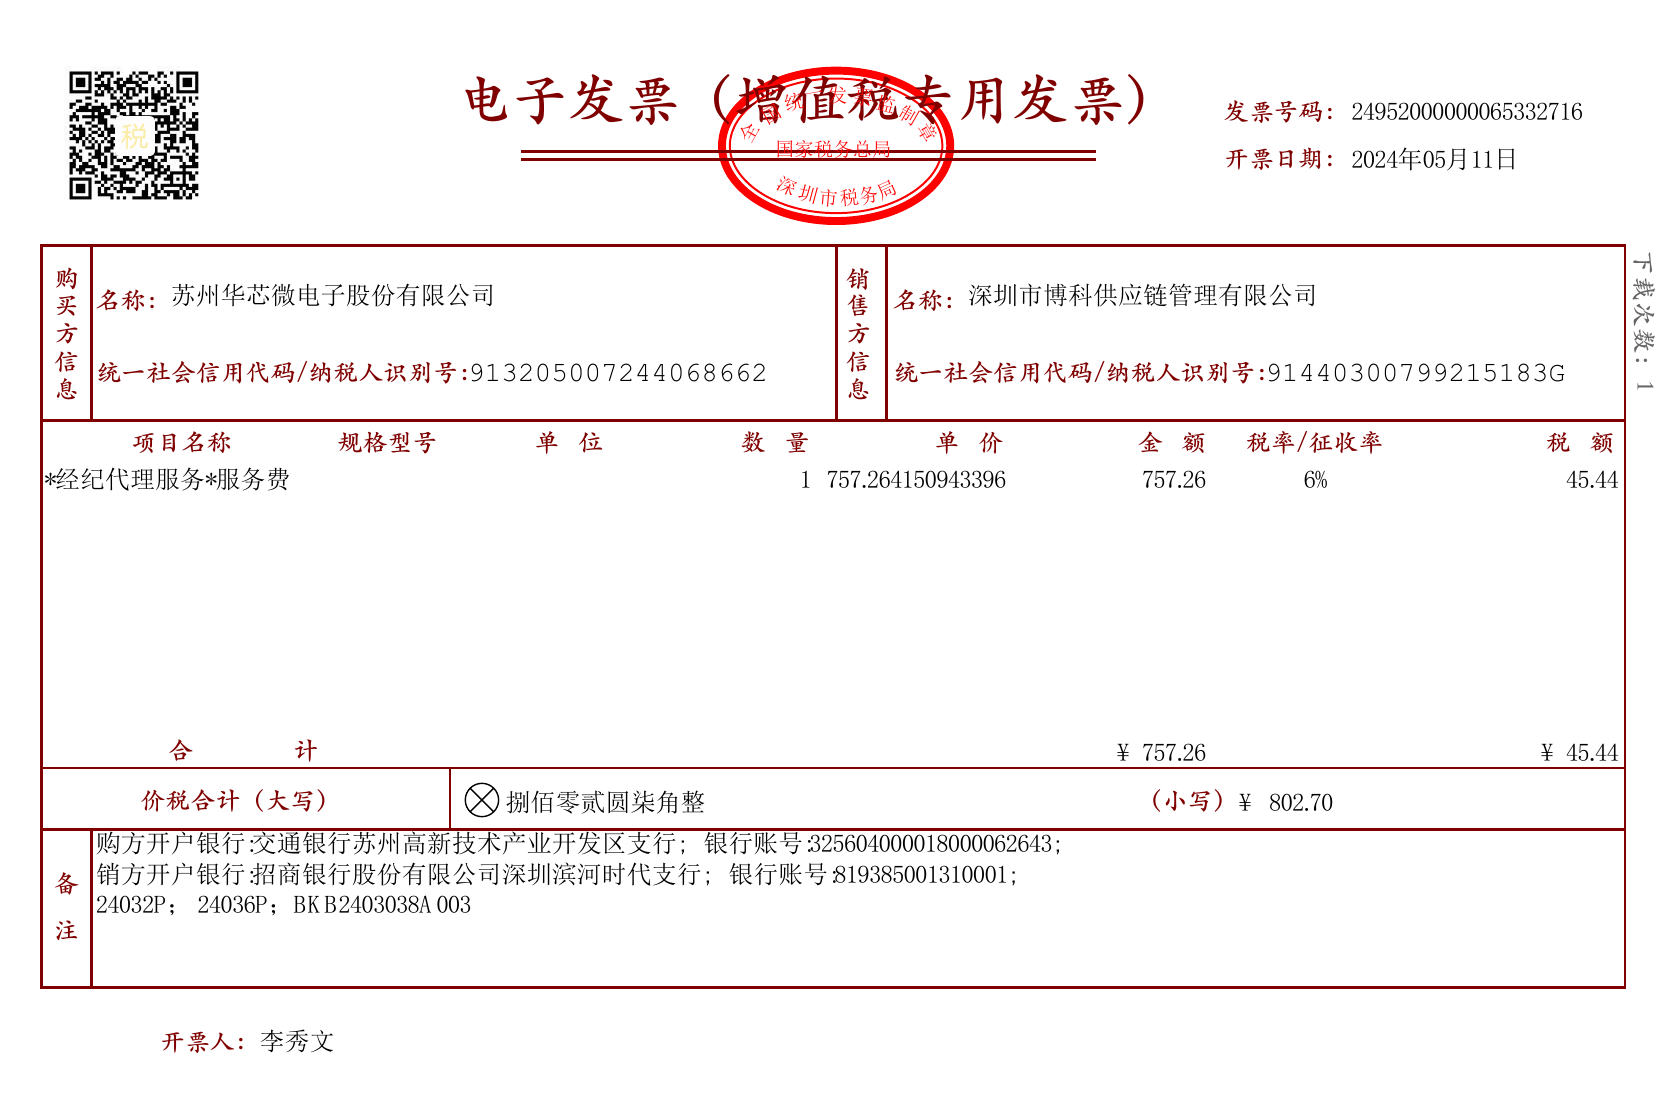 电子发票（增值税专用发票）
税
全国统一发票监制章
国家税务总局
深圳市税务局
发票号码：24952000000065332716
开票日期：2024年05月11日
购买方信息
名称：苏州华芯微电子股份有限公司
统一社会信用代码/纳税人识别号:913205007244068662
销售方信息
名称：深圳市博科供应链管理有限公司
统一社会信用代码/纳税人识别号:91440300799215183G
下载次数：1
项目名称 规格型号 单 位 数 量 单 价 金 额 税率/征收率 税 额
*经纪代理服务*服务费 1 757.264150943396 757.26 6% 45.44
合 计 ¥ 757.26 ¥ 45.44
价税合计（大写） 捌佰零贰圆柒角整 （小写）¥ 802.70
备注
购方开户银行:交通银行苏州高新技术产业开发区支行; 银行账号:325604000018000062643;
销方开户银行:招商银行股份有限公司深圳滨河时代支行; 银行账号:819385001310001;
24032P; 24036P; BKB2403038A003
开票人：李秀文